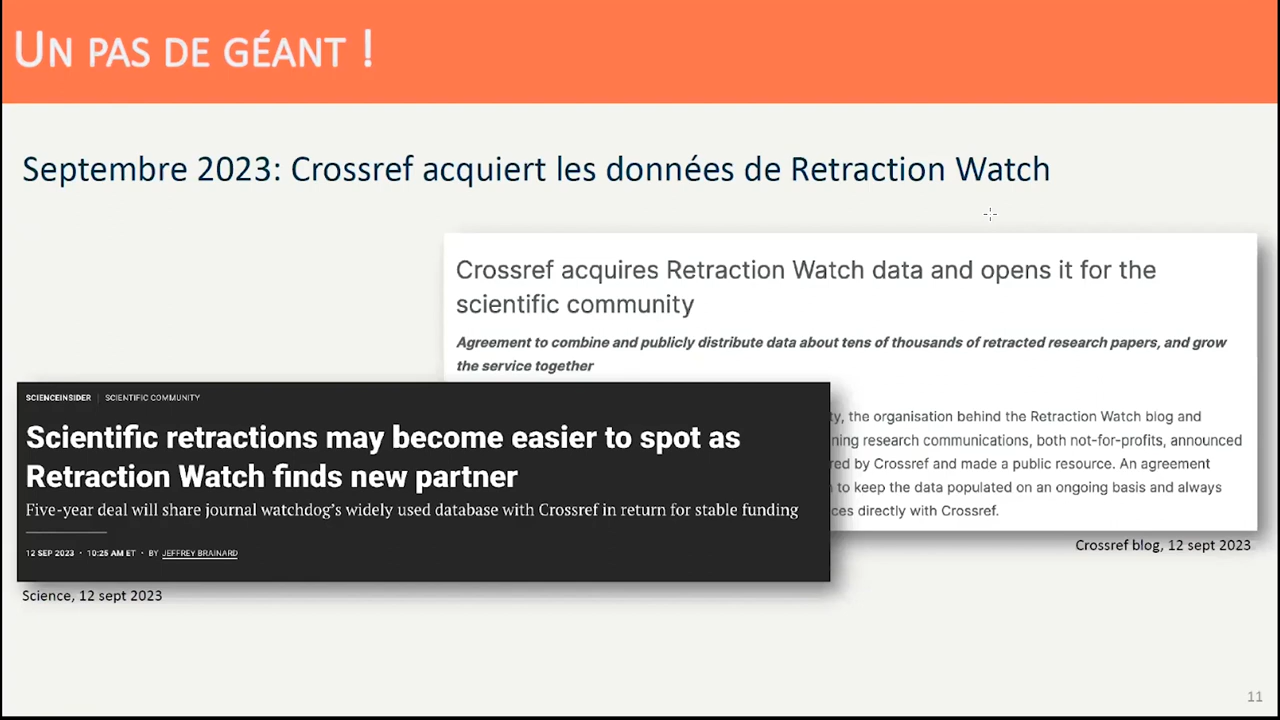 Un pas de géant !
Septembre 2023: Crossref acquiert les données de Retraction Watch
Crossref acquires Retraction Watch data and opens it for the
scientific community
Agreement to combine and publicly distribute data about tens of thousands of retracted research papers, and grow
the service together
the organisation behind the Retraction Watch blog and
research communications, both not-for-profits, announced
by Crossref and made a public resource. An agreement
to keep the data populated on an ongoing basis and always
directly with Crossref.
Crossref blog, 12 sept 2023
SCIENCEINSIDER | SCIENTIFIC COMMUNITY
Scientific retractions may become easier to spot as
Retraction Watch finds new partner
Five-year deal will share journal watchdog's widely used database with Crossref in return for stable funding
12 SEP 2023 · 10:25 AM ET · BY JEFFREY BRAINARD
Science, 12 sept 2023
11